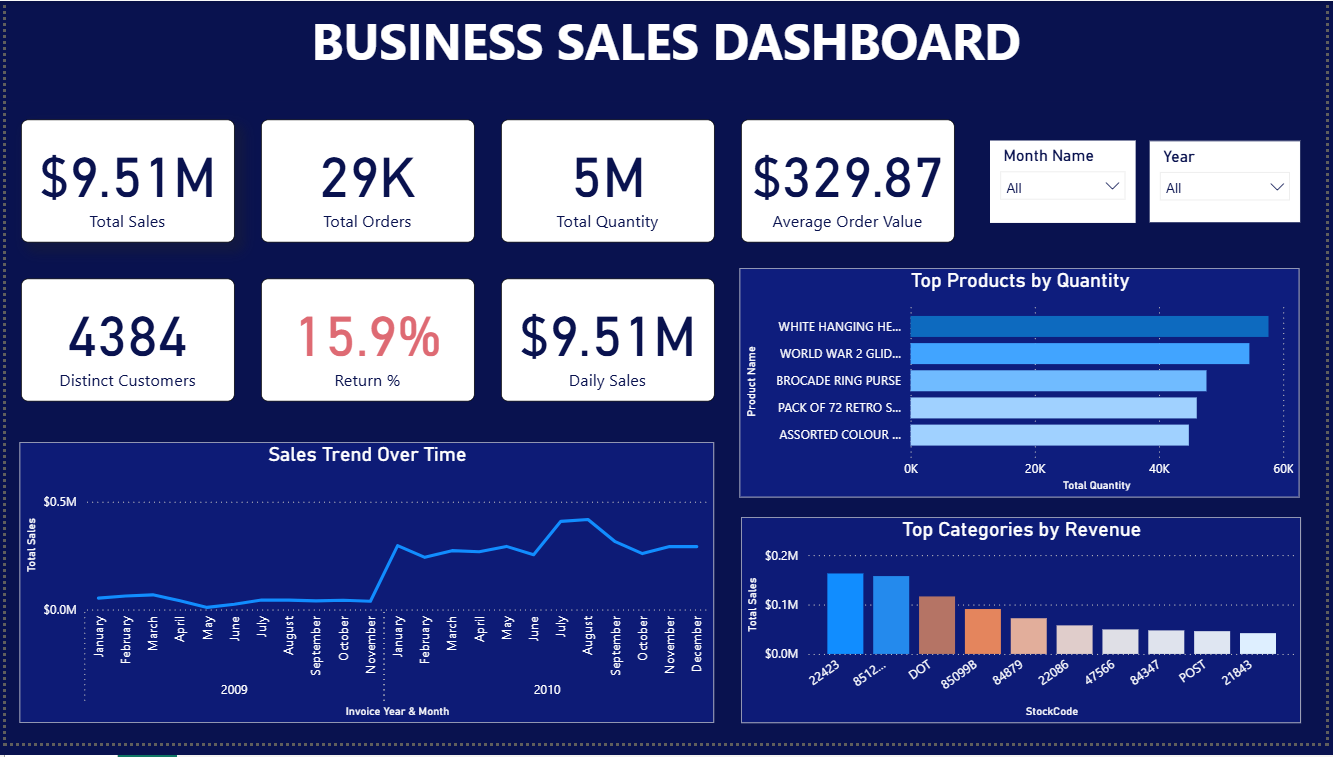 BUSINESS SALES DASHBOARD
$9.51M
Total Sales
29K
Total Orders
5M
Total Quantity
$329.87
Average Order Value
Month Name
All
Year
All
4384
Distinct Customers
15.9%
Return %
$9.51M
Daily Sales
Top Products by Quantity
Product Name
WHITE HANGING HE...
WORLD WAR 2 GLID...
BROCADE RING PURSE
PACK OF 72 RETRO S...
ASSORTED COLOUR ...
0K 20K 40K 60K
Total Quantity
Sales Trend Over Time
Total Sales
$0.5M
$0.0M
January February March April May June July August September October November January February March April May June July August September October November December
2009 2010
Invoice Year & Month
Top Categories by Revenue
Total Sales
$0.2M
$0.1M
$0.0M
22423 8512... DOT 85099B 84879 22086 47566 84347 POST 21843
StockCode